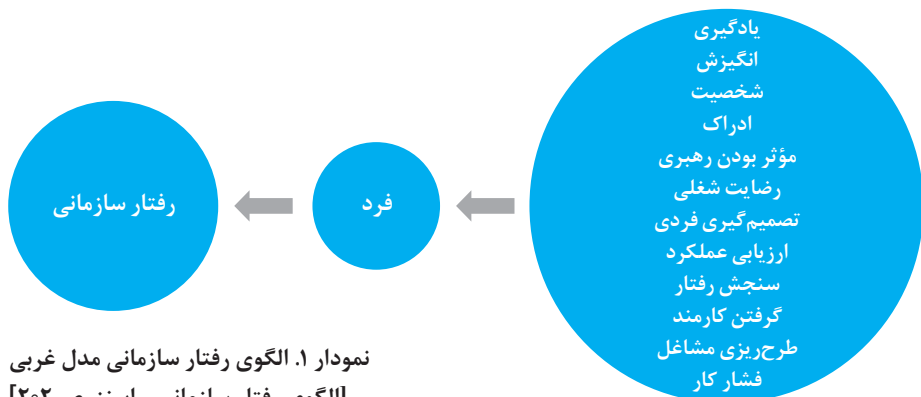 یادگیری
انگیزش
شخصیت
ادراک
مؤثر بودن رهبری
رضایت شغلی
تصمیم‌گیری فردی
ارزیابی عملکرد
سنجش رفتار
گرفتن کارمند
طرح‌ریزی مشاغل
فشار کار
فرد
رفتار سازمانی
نمودار ۱. الگوی رفتار سازمانی مدل غربی